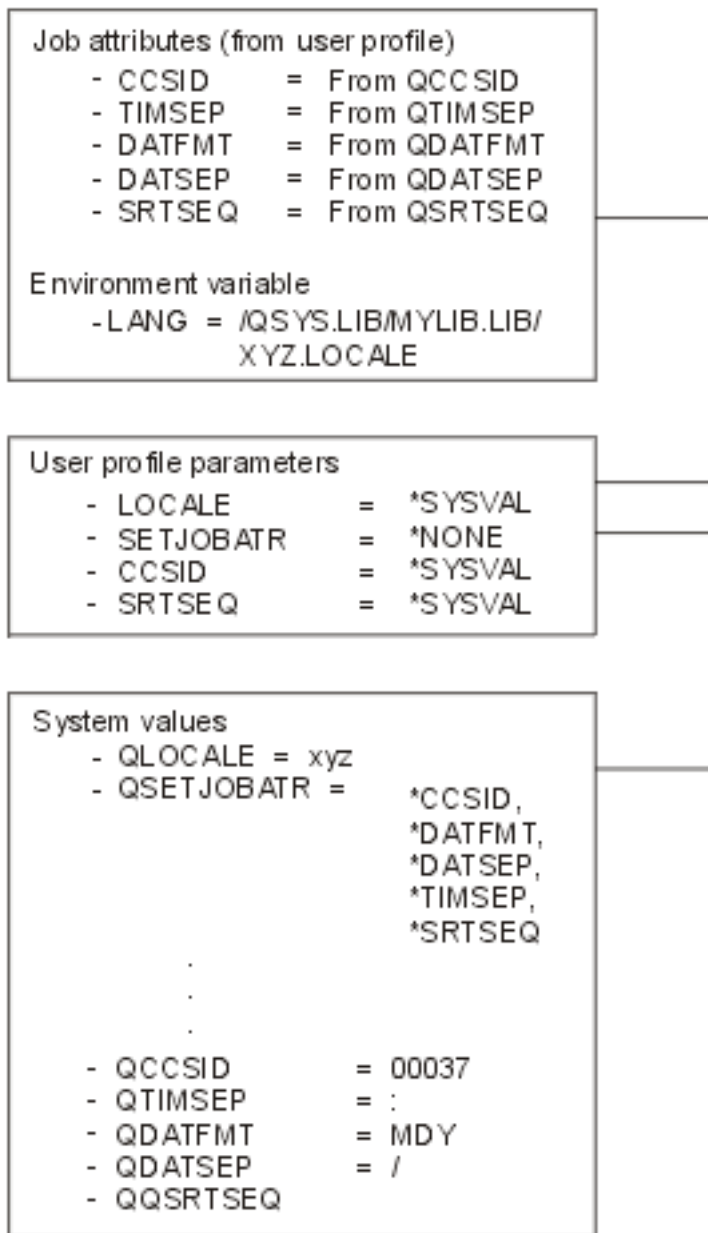 Job attributes (from user profile)
- CCSID = From QCCSID
- TIMSEP = From QTIMSEP
- DATFMT = From QDATFMT
- DATSEP = From QDATSEP
- SRTSEQ = From QSRTSEQ
Environment variable
- LANG = /QSYS.LIB/MYLIB.LIB/
XYZ.LOCALE
User profile parameters
- LOCALE = *SYSVAL
- SETJOBATR = *NONE
- CCSID = *SYSVAL
- SRTSEQ = *SYSVAL
System values
- QLOCALE = xyz
- QSETJOBATR = *CCSID,
*DATFMT,
*DATSEP,
*TIMSEP,
*SRTSEQ
.
.
.
- QCCSID = 00037
- QTIMSEP = :
- QDATFMT = MDY
- QDATSEP = /
- QQSRTSEQ